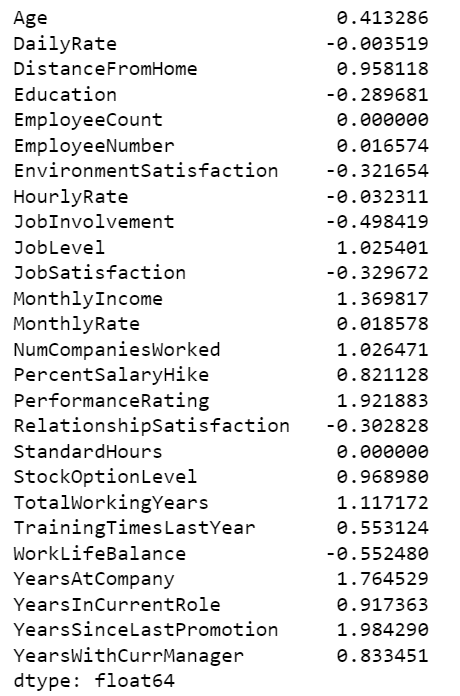 Age 0.413286
DailyRate -0.003519
DistanceFromHome 0.958118
Education -0.289681
EmployeeCount 0.000000
EmployeeNumber 0.016574
EnvironmentSatisfaction -0.321654
HourlyRate -0.032311
JobInvolvement -0.498419
JobLevel 1.025401
JobSatisfaction -0.329672
MonthlyIncome 1.369817
MonthlyRate 0.018578
NumCompaniesWorked 1.026471
PercentSalaryHike 0.821128
PerformanceRating 1.921883
RelationshipSatisfaction -0.302828
StandardHours 0.000000
StockOptionLevel 0.968980
TotalWorkingYears 1.117172
TrainingTimesLastYear 0.553124
WorkLifeBalance -0.552480
YearsAtCompany 1.764529
YearsInCurrentRole 0.917363
YearsSinceLastPromotion 1.984290
YearsWithCurrManager 0.833451
dtype: float64